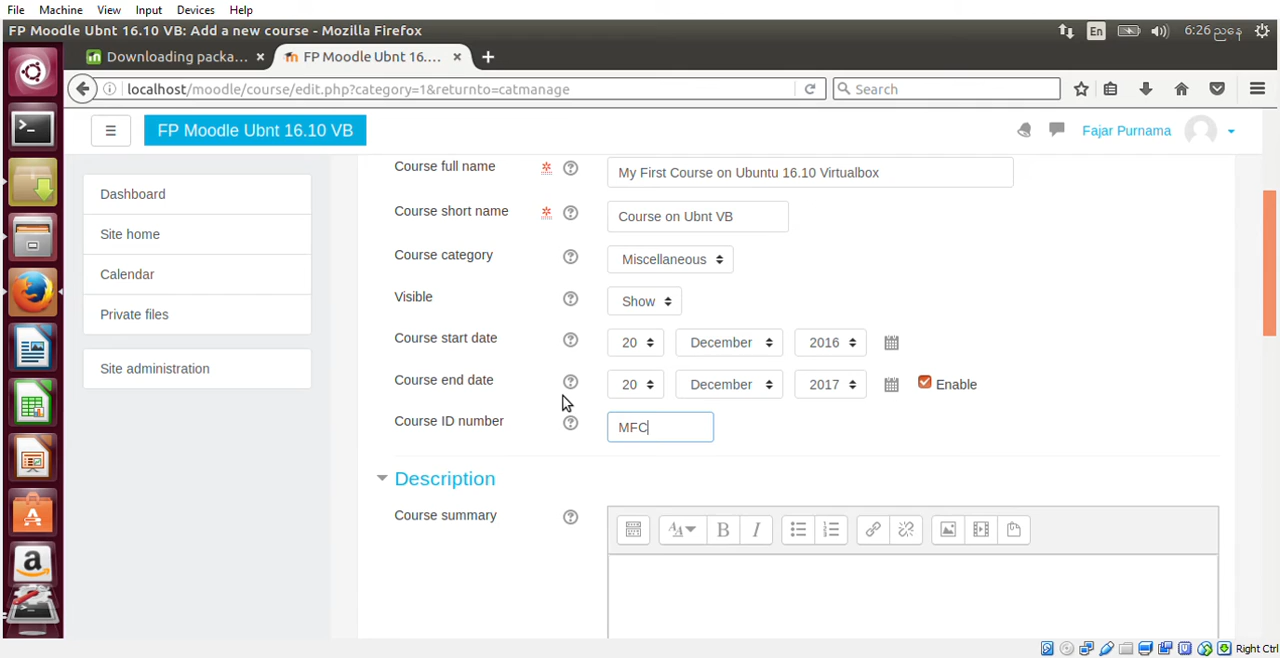 File Machine View Input Devices Help
FP Moodle Ubnt 16.10 VB: Add a new course - Mozilla Firefox
En
6:26 ညနေ
Downloading packa... ×
FP Moodle Ubnt 16.... ×
localhost/moodle/course/edit.php?category=1&returnto=catmanage
Search
FP Moodle Ubnt 16.10 VB
Fajar Purnama
Dashboard
Site home
Calendar
Private files
Site administration
Course full name
My First Course on Ubuntu 16.10 Virtualbox
Course short name
Course on Ubnt VB
Course category
Miscellaneous
Visible
Show
Course start date
20 December 2016
Course end date
20 December 2017 Enable
Course ID number
MFC
Description
Course summary
Right Ctrl